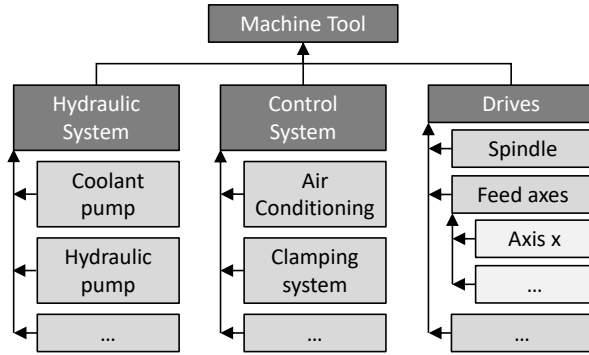 Machine Tool
Hydraulic
System
Coolant
pump
Hydraulic
pump
...
Control
System
Air
Conditioning
Clamping
system
...
Drives
Spindle
Feed axes
Axis x
...
...